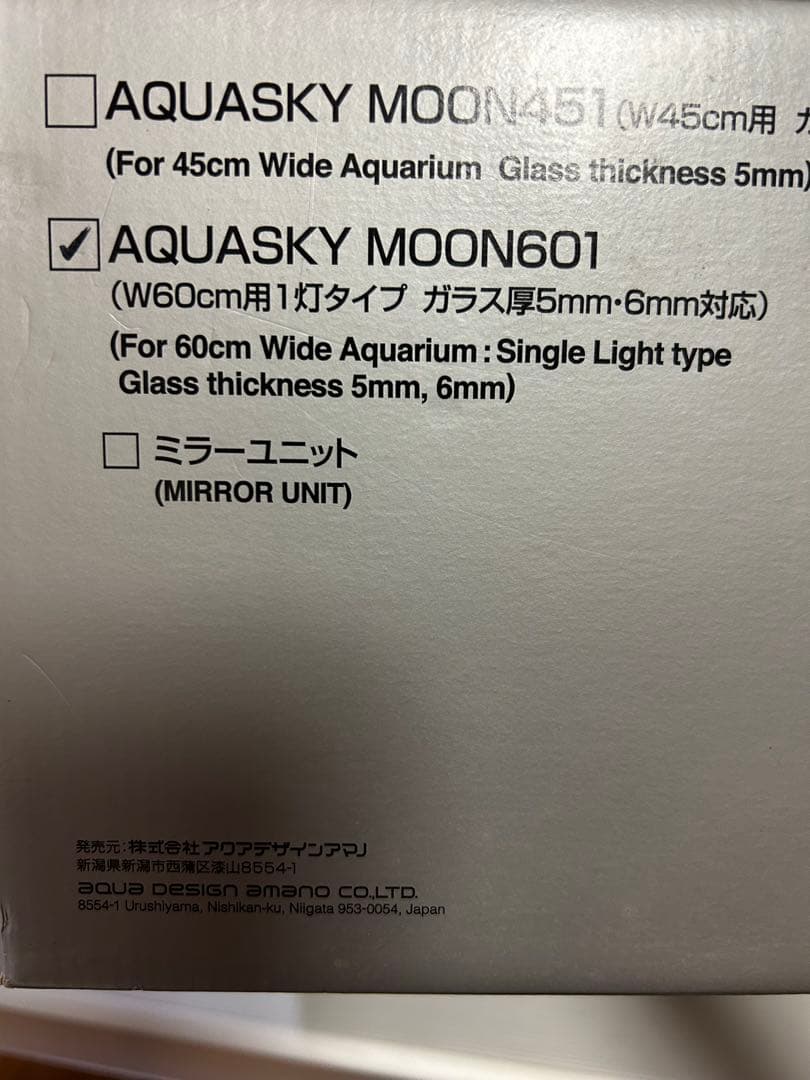 AQUASKY MOON451(W45cm用 ガ
(For 45cm Wide Aquarium Glass thickness 5mm)
AQUASKY MOON601
(W60cm用1灯タイプ ガラス厚5mm・6mm対応)
(For 60cm Wide Aquarium : Single Light type
Glass thickness 5mm, 6mm)
ミラーユニット
(MIRROR UNIT)
発売元:株式会社アクアデザインアマノ
新潟県新潟市西蒲区漆山8554-1
AQUA DESIGN AMANO CO.,LTD.
8554-1 Urushiyama, Nishikan-ku, Niigata 953-0054, Japan